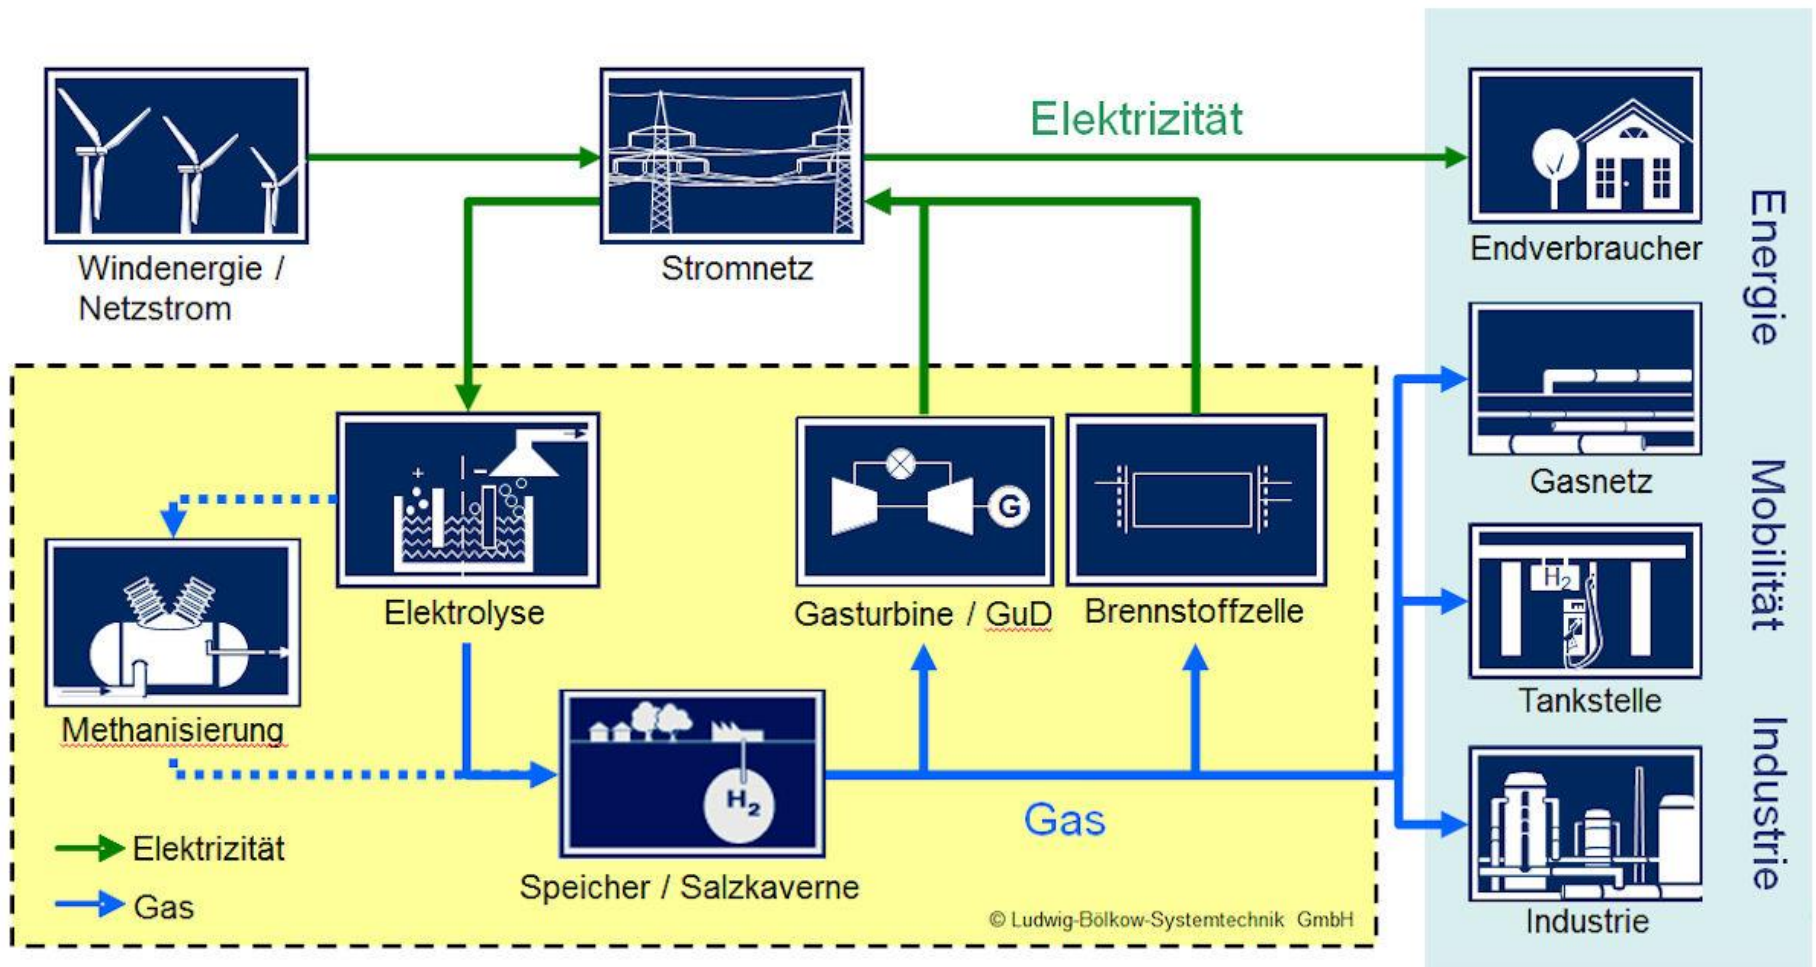 Elektrizität
Windenergie /
Netzstrom
Stromnetz
Endverbraucher
Energie
Gasnetz
Mobilität
H2
Tankstelle
Industrie
Industrie
+
-
Elektrolyse
G
Gasturbine / GuD
Brennstoffzelle
Methanisierung
H2
Speicher / Salzkaverne
Gas
Elektrizität
Gas
© Ludwig-Bölkow-Systemtechnik GmbH